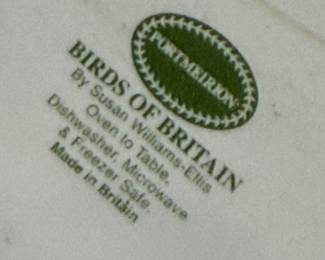 PORTMEIRION
BIRDS OF BRITAIN
By Susan Williams-Ellis
Oven to Table,
Dishwasher, Microwave
& Freezer Safe.
Made in Britain